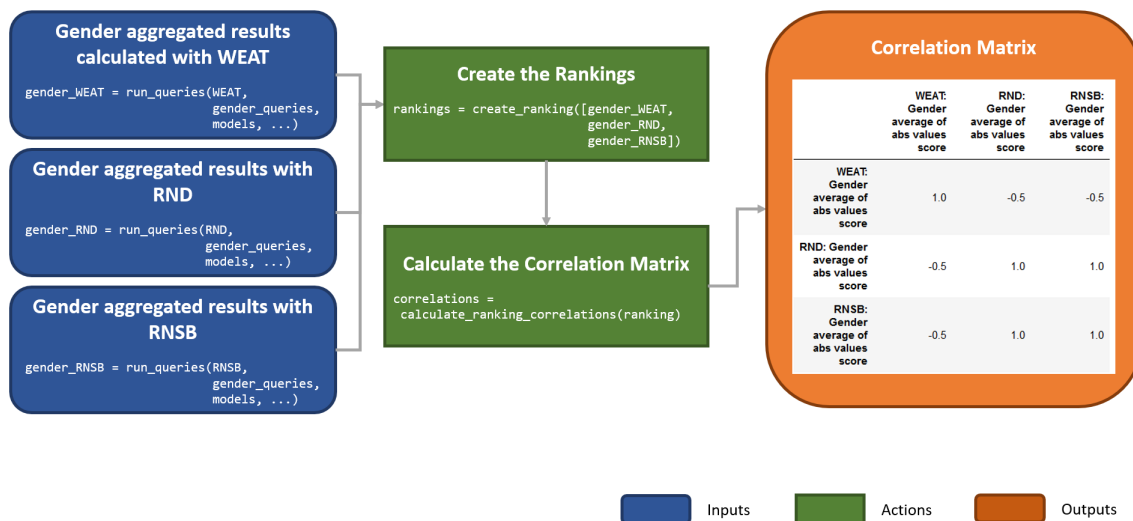 Gender aggregated results
calculated with WEAT
gender_WEAT = run_queries(WEAT,
gender_queries,
models, ...)
Gender aggregated results with
RND
gender_RND = run_queries(RND,
gender_queries,
models, ...)
Gender aggregated results with
RNSB
gender_RNSB = run_queries(RNSB,
gender_queries,
models, ...)
Create the Rankings
rankings = create_ranking([gender_WEAT,
gender_RND,
gender_RNSB])
Calculate the Correlation Matrix
correlations =
calculate_ranking_correlations(ranking)
Correlation Matrix
WEAT: RND: RNSB:
Gender Gender Gender
average of average of average of
abs values abs values abs values
score score score
WEAT:
Gender
average of 1.0 -0.5 -0.5
abs values
score
RND: Gender
average of -0.5 1.0 1.0
abs values
score
RNSB:
Gender
average of -0.5 1.0 1.0
abs values
score
Inputs Actions Outputs